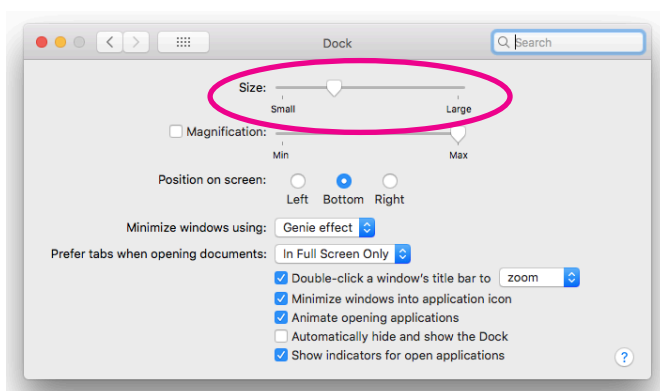 Dock
Search
Size:
Small Large
Magnification:
Min Max
Position on screen:
Left Bottom Right
Minimize windows using: Genie effect
Prefer tabs when opening documents: In Full Screen Only
Double-click a window's title bar to zoom
Minimize windows into application icon
Animate opening applications
Automatically hide and show the Dock
Show indicators for open applications
?